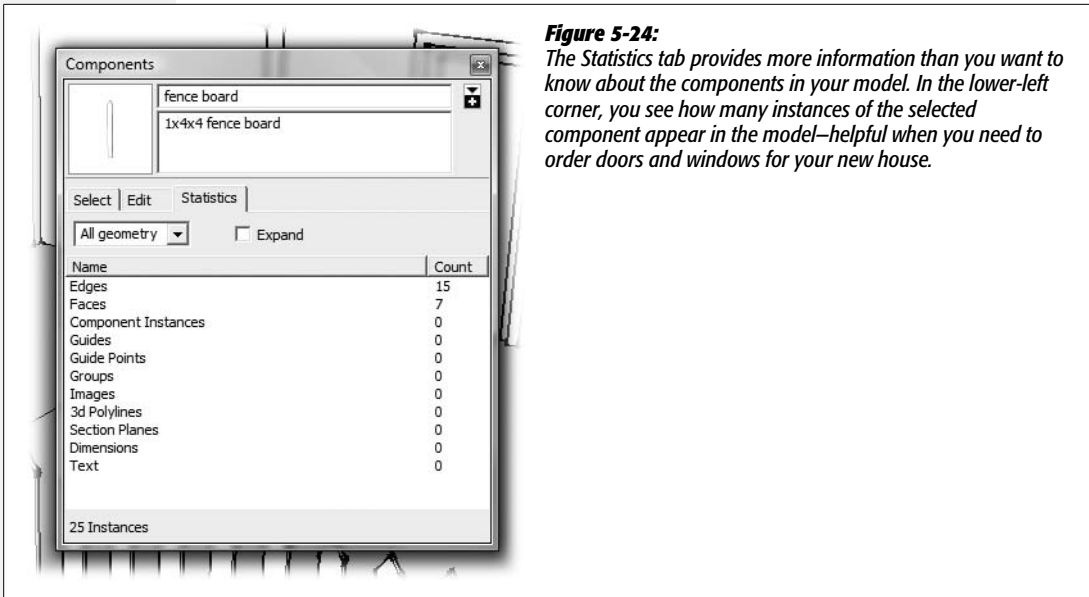 Components
fence board
1x4x4 fence board
Select Edit Statistics
All geometry Expand
Name Count
Edges 15
Faces 7
Component Instances 0
Guides 0
Guide Points 0
Groups 0
Images 0
3d Polylines 0
Section Planes 0
Dimensions 0
Text 0
25 Instances
Figure 5-24:
The Statistics tab provides more information than you want to
know about the components in your model. In the lower-left
corner, you see how many instances of the selected
component appear in the model—helpful when you need to
order doors and windows for your new house.